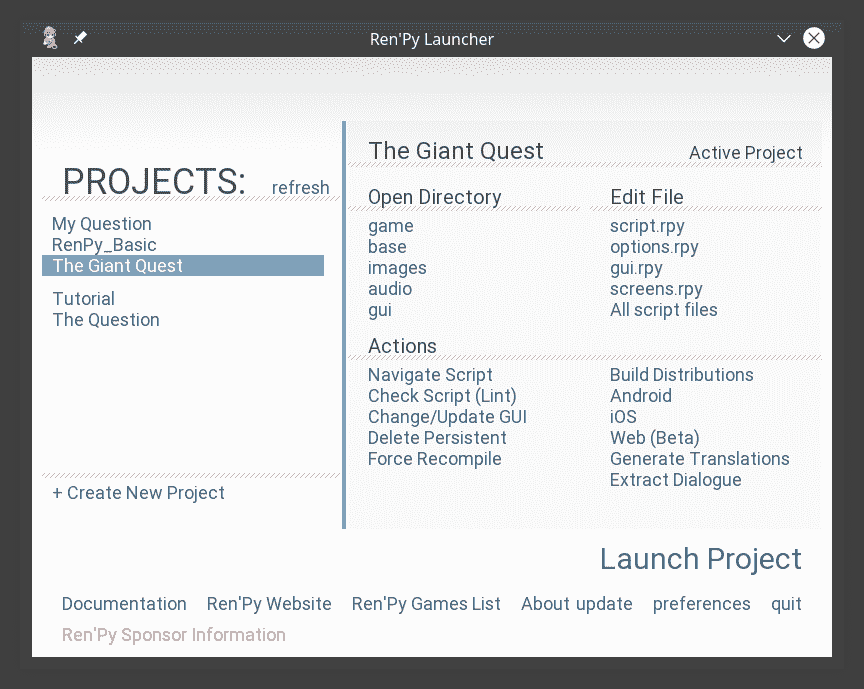 Ren'Py Launcher
PROJECTS: refresh
My Question
RenPy_Basic
The Giant Quest
Tutorial
The Question
+ Create New Project
The Giant Quest Active Project
Open Directory Edit File
game script.rpy
base options.rpy
images gui.rpy
audio screens.rpy
gui All script files
Actions
Navigate Script Build Distributions
Check Script (Lint) Android
Change/Update GUI iOS
Delete Persistent Web (Beta)
Force Recompile Generate Translations
Extract Dialogue
Launch Project
Documentation Ren'Py Website Ren'Py Games List About update preferences quit
Ren'Py Sponsor Information